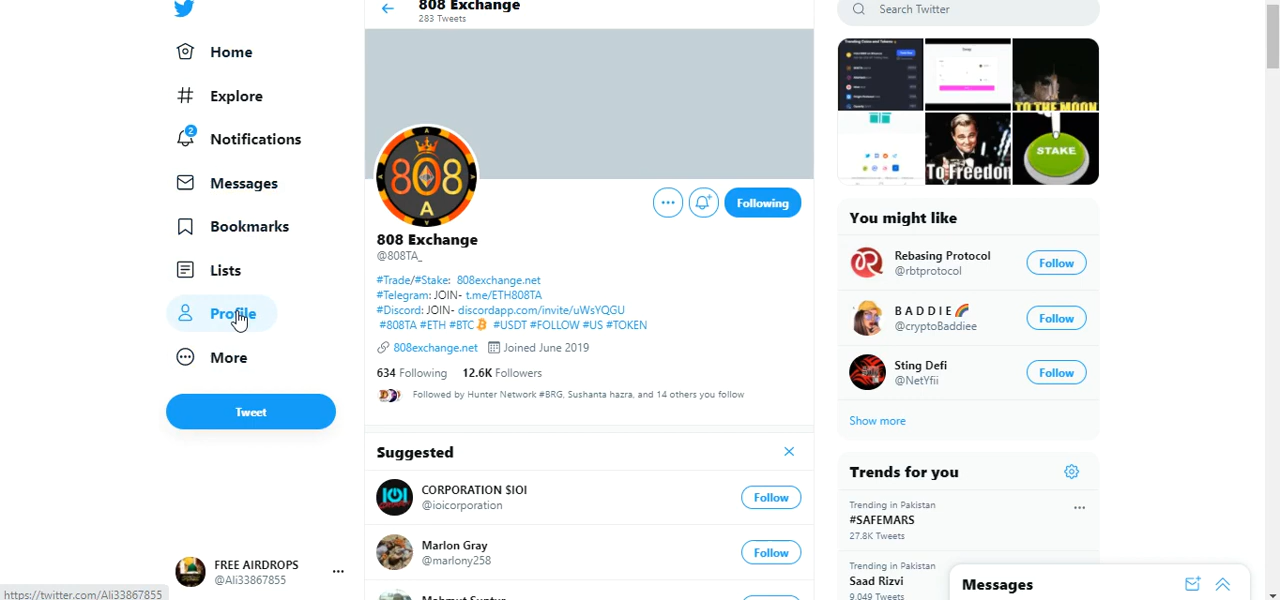 Home
Explore
2
Notifications
Messages
Bookmarks
Lists
Profile
More
Tweet
FREE AIRDROPS
@Ali33867855
https://twitter.com/Ali33867855
808 Exchange
283 Tweets
808
A
Following
808 Exchange
@808TA_
#Trade/#Stake: 808exchange.net
#Telegram: JOIN- t.me/ETH808TA
#Discord: JOIN- discordapp.com/invite/uWsYQGU
#808TA #ETH #BTC #USDT #FOLLOW #US #TOKEN
808exchange.net Joined June 2019
634 Following 12.6K Followers
Followed by Hunter Network #BRG, Sushanta hazra, and 14 others you follow
Suggested
CORPORATION $IOI
@ioicorporation
Follow
Marlon Gray
@marlony258
Follow
Search Twitter
TO THE MOON
To Freedom
STAKE
You might like
Rebasing Protocol
@rbtprotocol
Follow
B A D D I E
@cryptoBaddiee
Follow
Sting Defi
@NetYfii
Follow
Show more
Trends for you
Trending in Pakistan
#SAFEMARS
27.8K Tweets
Trending in Pakistan
Saad Rizvi
9,049 Tweets
Messages